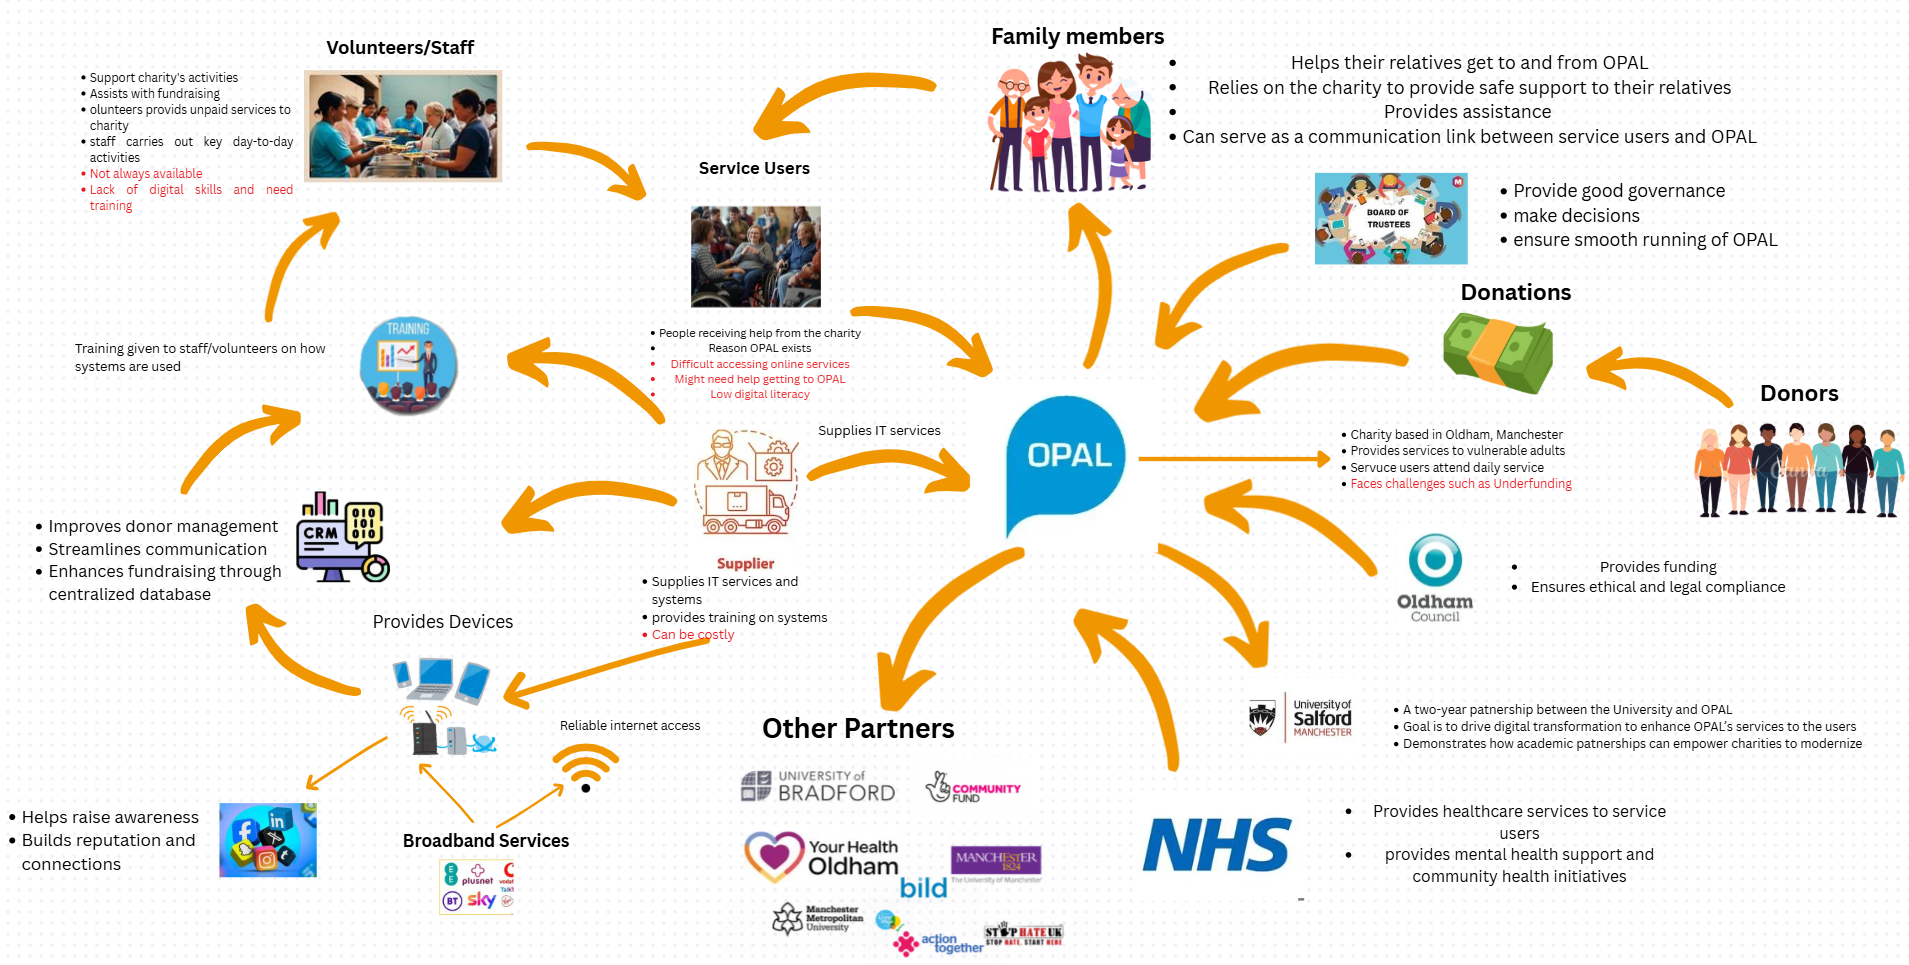 Volunteers/Staff
Support charity's activities
Assists with fundraising
olunteers provids unpaid services to
charity
staff carries out key day-to-day
activities
Not always available
Lack of digital skills and need
training
Family members
Helps their relatives get to and from OPAL
Relies on the charity to provide safe support to their relatives
Provides assistance
Can serve as a communication link between service users and OPAL
Service Users
People receiving help from the charity
Reason OPAL exists
Difficult accessing online services
Might need help getting to OPAL
Low digital literacy
M
BOARD OF
TRUSTEES
Provide good governance
make decisions
ensure smooth running of OPAL
Donations
Donors
Canva
TRAINING
Training given to staff/volunteers on how
systems are used
Supplies IT services
OPAL
Charity based in Oldham, Manchester
Provides services to vulnerable adults
Servuce users attend daily service
Faces challenges such as Underfunding
Improves donor management
Streamlines communication
Enhances fundraising through
centralized database
CRM
Supplier
Supplies IT services and
systems
provides training on systems
Can be costly
Oldham
Council
Provides funding
Ensures ethical and legal compliance
Provides Devices
Reliable internet access
Other Partners
University of
Salford
MANCHESTER
A two-year patnership between the University and OPAL
Goal is to drive digital transformation to enhance OPAL's services to the users
Demonstrates how academic patnerships can empower charities to modernize
Helps raise awareness
Builds reputation and
connections
in
Broadband Services
EE
plusnet
BT
sky
UNIVERSITY of
BRADFORD
COMMUNITY
FUND
Your Health
Oldham
MANCHESTER
1824
The University of Manchester
bild
Manchester
Metropolitan
University
action
together
STOP HATE UK
STOP HATE. START HERE
NHS
Provides healthcare services to service
users
provides mental health support and
community health initiatives